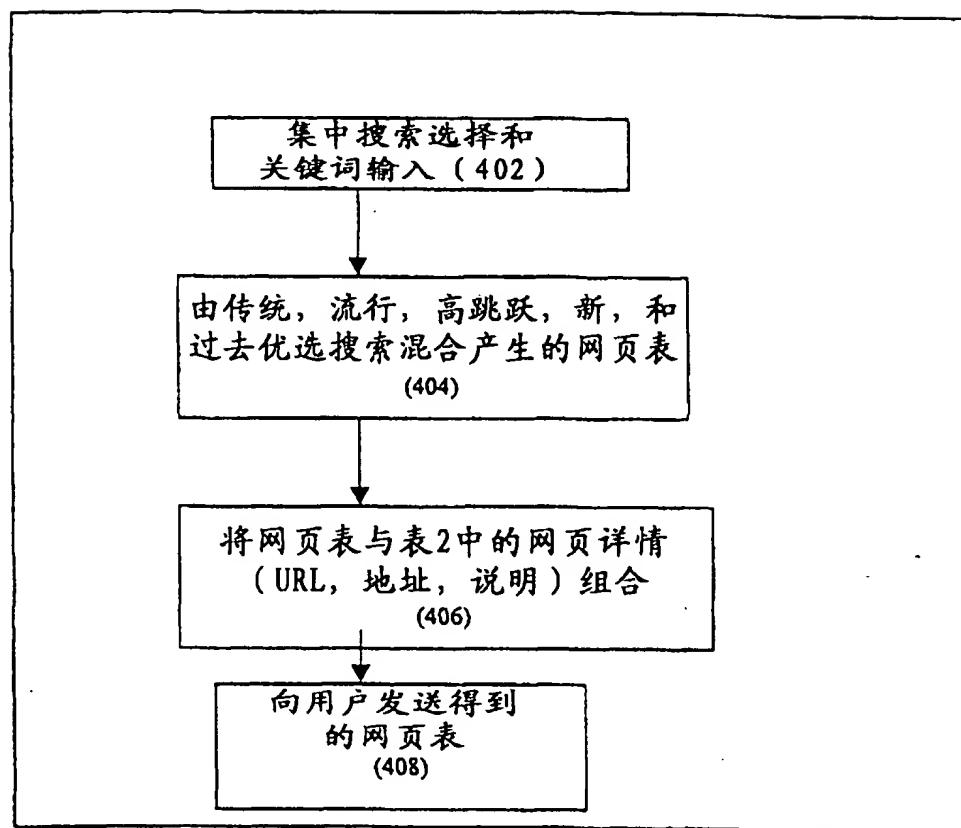 集中搜索选择和
关键词输入（402）
由传统，流行，高跳跃，新，和
过去优选搜索混合产生的网页表
(404)
将网页表与表2中的网页详情
（URL，地址，说明）组合
(406)
向用户发送得到
的网页表
(408)